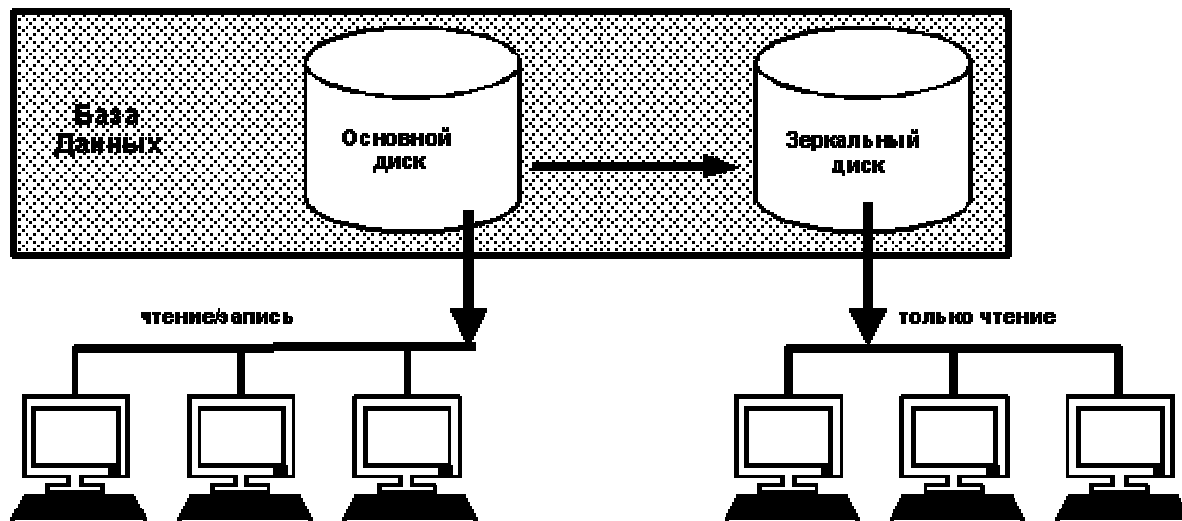 База
Данных
Основной
диск
Зеркальный
диск
чтение/запись
только чтение